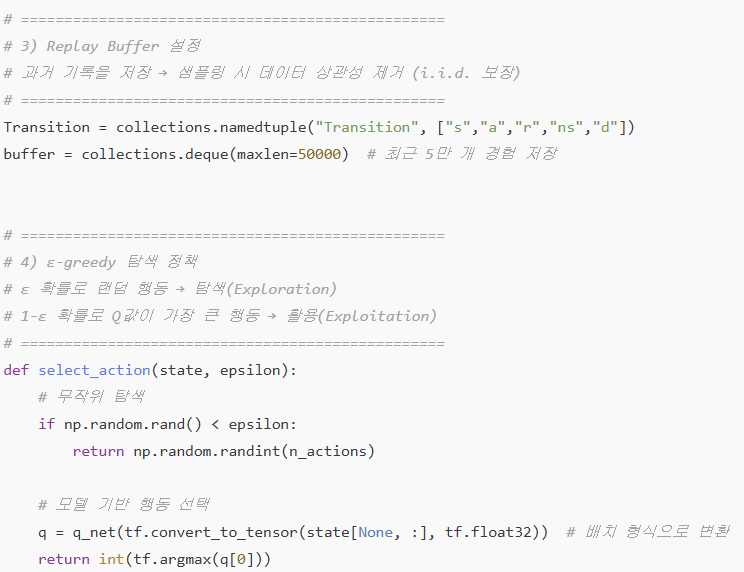 # =================================================
# 3) Replay Buffer 설정
# 과거 기록을 저장 → 샘플링 시 데이터 상관성 제거 (i.i.d. 보장)
# =================================================
Transition = collections.namedtuple("Transition", ["s","a","r","ns","d"])
buffer = collections.deque(maxlen=50000)  # 최근 5만 개 경험 저장
# =================================================
# 4) ε-greedy 탐색 정책
# ε 확률로 랜덤 행동 → 탐색(Exploration)
# 1-ε 확률로 Q값이 가장 큰 행동 → 활용(Exploitation)
# =================================================
def select_action(state, epsilon):
    # 무작위 탐색
    if np.random.rand() < epsilon:
        return np.random.randint(n_actions)
    # 모델 기반 행동 선택
    q = q_net(tf.convert_to_tensor(state[None, :], tf.float32))  # 배치 형식으로 변환
    return int(tf.argmax(q[0]))